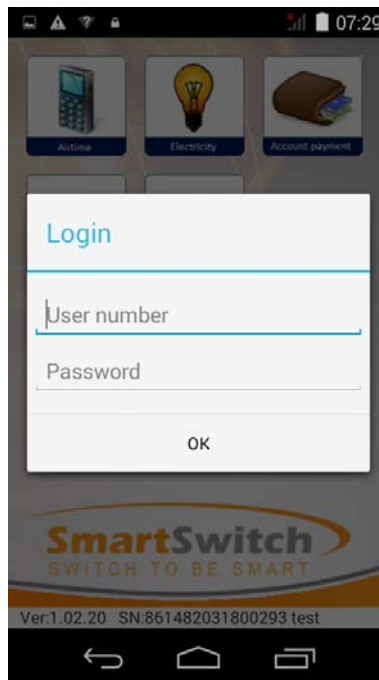 07:29
Airtime
Electricity
Account payment
Login
User number
Password
OK
SmartSwitch
SWITCH TO BE SMART
Ver:1.02.20 SN:861482031800293 test